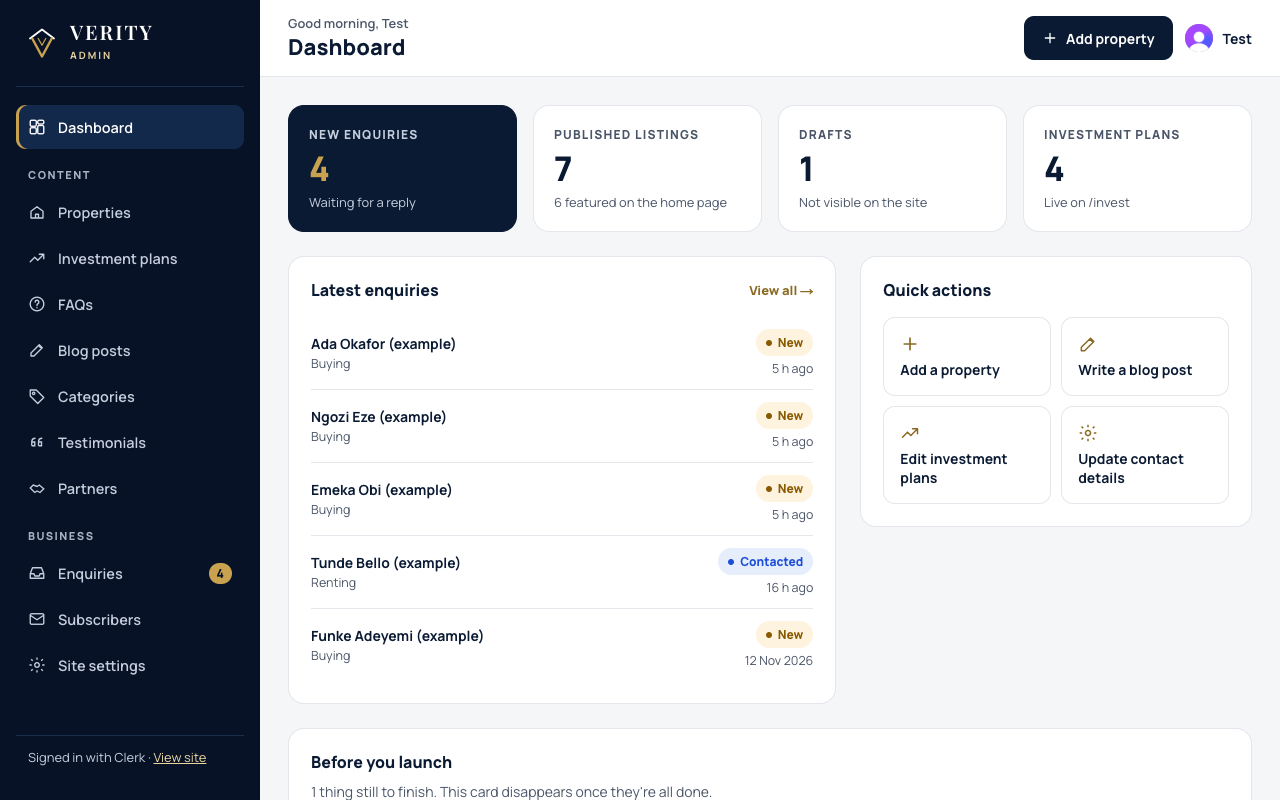 VERITY
ADMIN
Dashboard
CONTENT
Properties
Investment plans
FAQs
Blog posts
Categories
Testimonials
Partners
BUSINESS
Enquiries 4
Subscribers
Site settings
Signed in with Clerk · View site
Good morning, Test
Dashboard
+ Add property
Test
NEW ENQUIRIES
4
Waiting for a reply
PUBLISHED LISTINGS
7
6 featured on the home page
DRAFTS
1
Not visible on the site
INVESTMENT PLANS
4
Live on /invest
Latest enquiries
View all →
Ada Okafor (example)
New
Buying
5 h ago
Ngozi Eze (example)
New
Buying
5 h ago
Emeka Obi (example)
New
Buying
5 h ago
Tunde Bello (example)
Contacted
Renting
16 h ago
Funke Adeyemi (example)
New
Buying
12 Nov 2026
Quick actions
Add a property
Write a blog post
Edit investment
plans
Update contact
details
Before you launch
1 thing still to finish. This card disappears once they're all done.